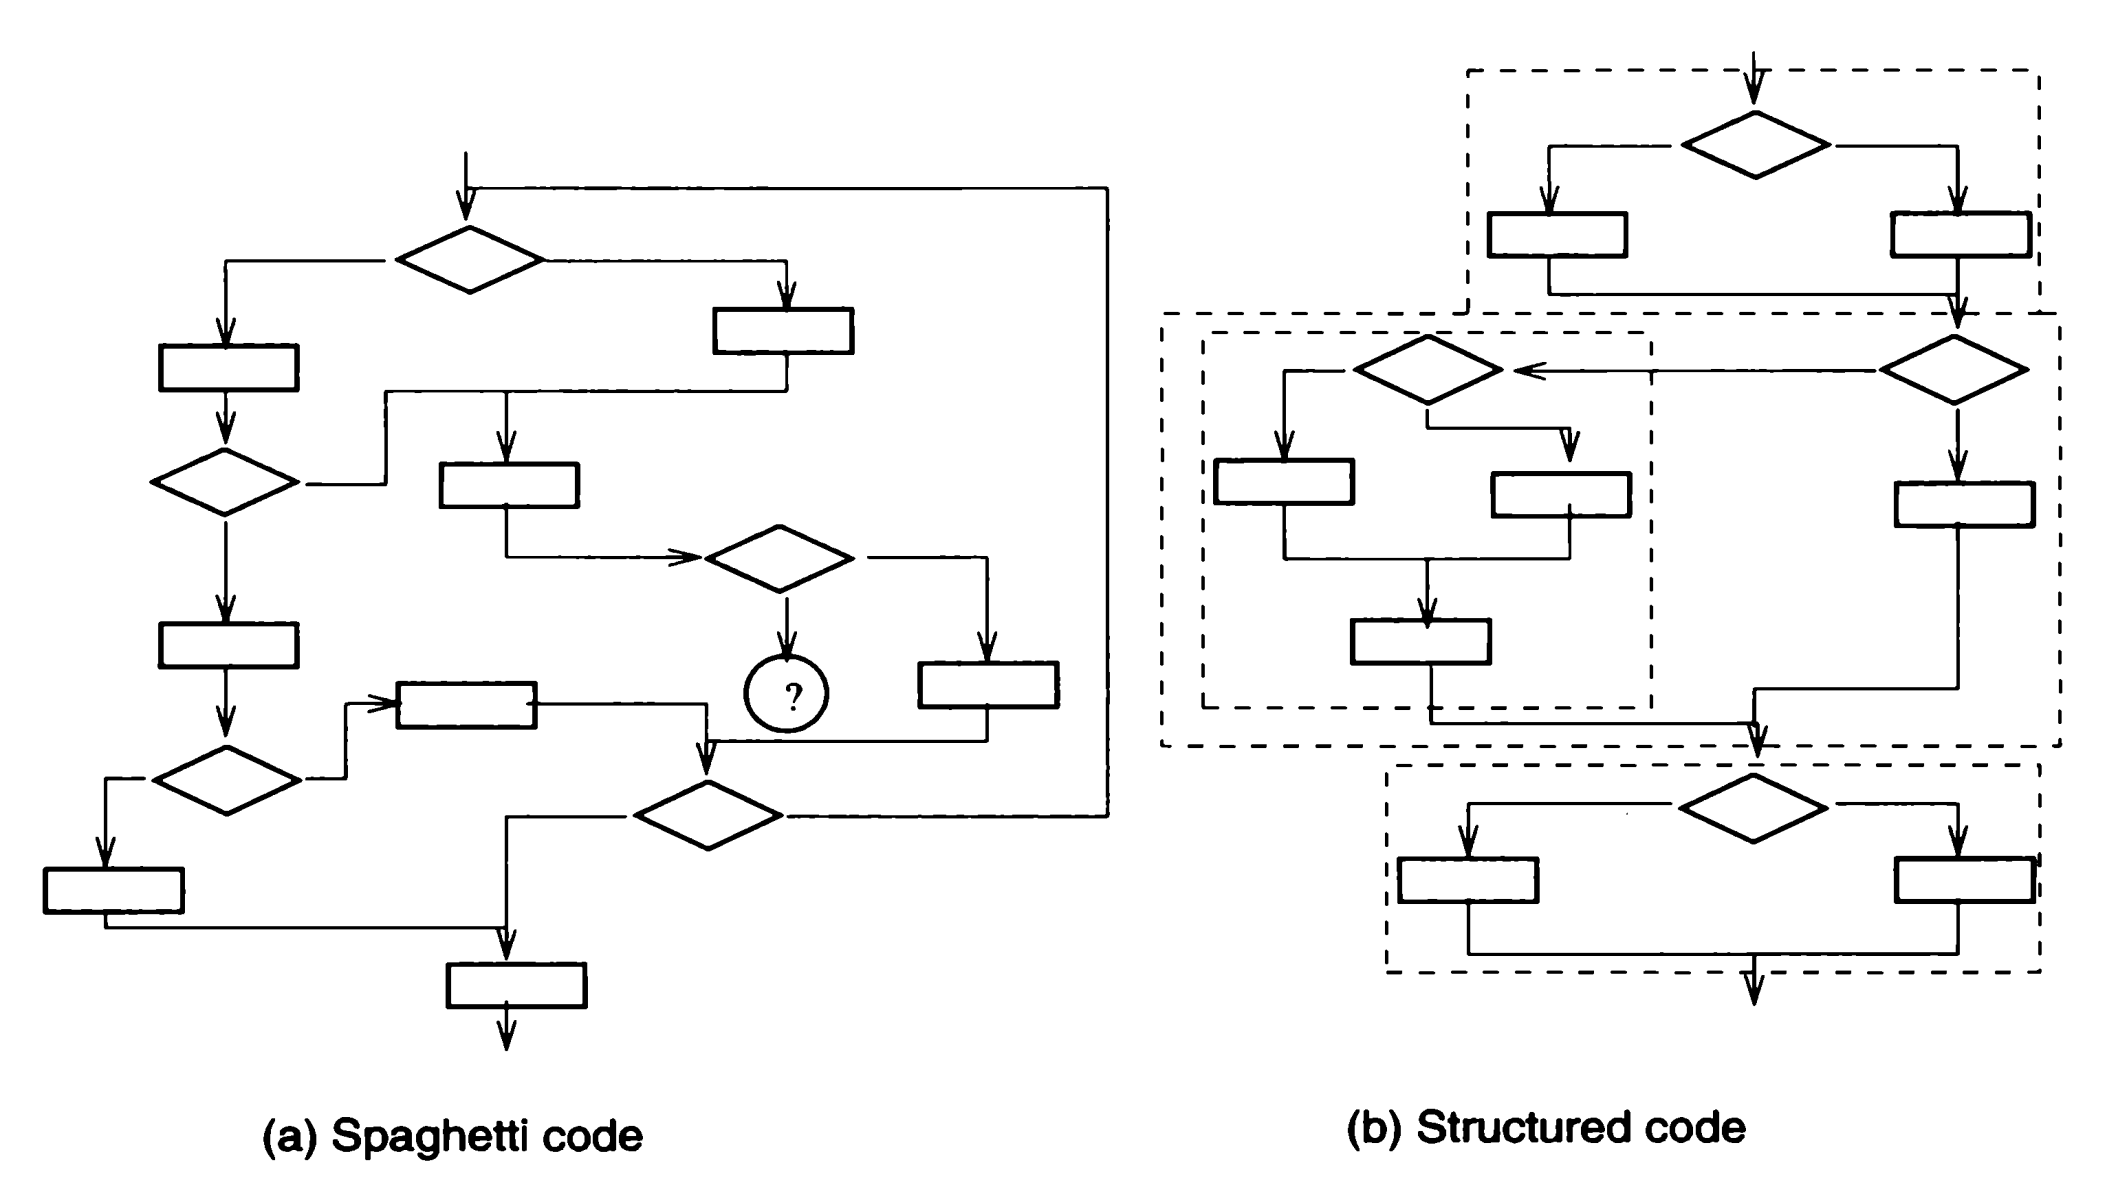 ?
(a) Spaghetti code
(b) Structured code